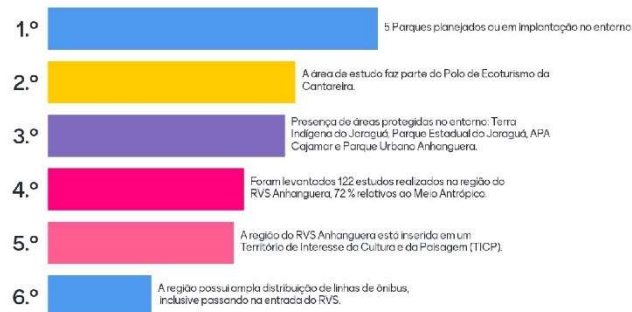 1.º
5 Parques planejados ou em implantação no entorno
2.º
A área de estudo faz parte do Polo de Ecoturismo da
Cantareira.
3.º
Presença de áreas protegidas no entorno: Terra
Indígena do Jaraguá, Parque Estadual do Jaraguá, APA
Cajamar e Parque Urbano Anhanguera.
4.º
Foram levantados 122 estudos realizados na região do
RVS Anhanguera, 72 % relativos ao Meio Antrópico.
5.º
A região do RVS Anhanguera está inserida em um
Território de Interesse da Cultura e da Paisagem (TICP).
6.º
A região possui ampla distribuição de linhas de ônibus,
inclusive passando na entrada do RVS.